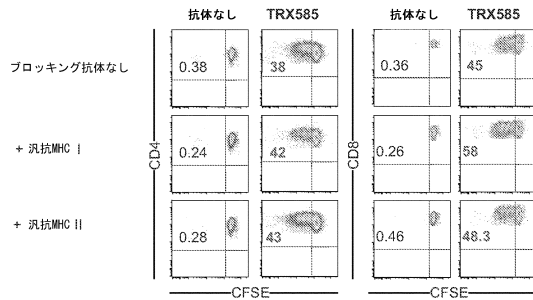 抗体なし TRX585 抗体なし TRX585
ブロッキング抗体なし
0.38 38 0.36 45
+ 汎抗MHC I
0.24 42 0.26 58
CD4 CD8
+ 汎抗MHC II
0.28 43 0.46 48.3
CFSE CFSE